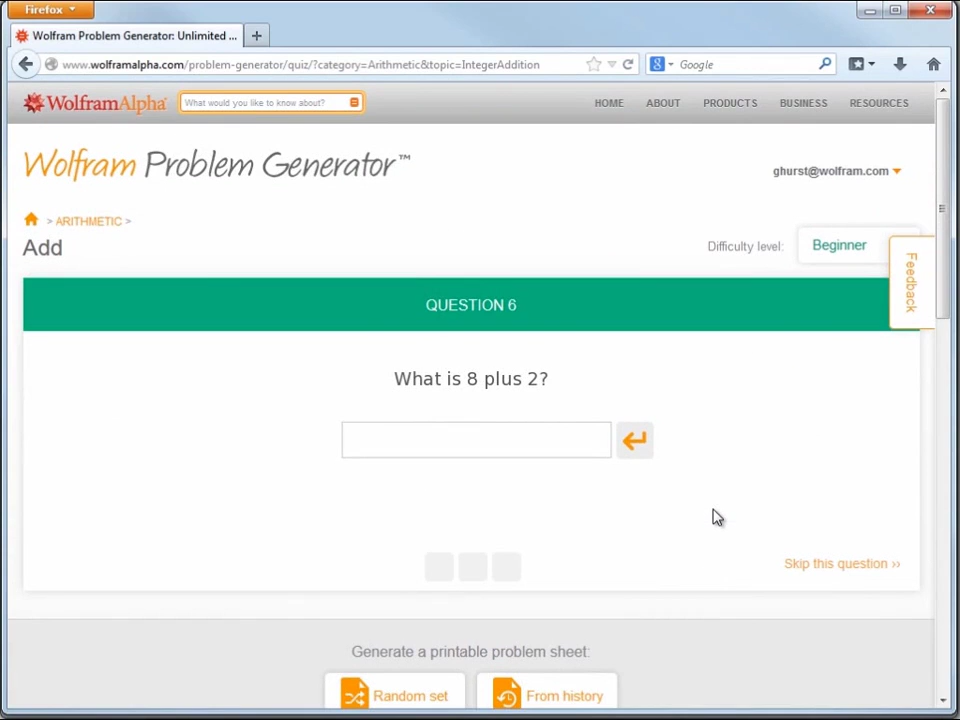 Firefox
Wolfram Problem Generator: Unlimited ...
www.wolframalpha.com/problem-generator/quiz/?category=Arithmetic&topic=IntegerAddition
Google
WolframAlpha
What would you like to know about?
HOME ABOUT PRODUCTS BUSINESS RESOURCES
Wolfram Problem Generator™
ghurst@wolfram.com
> ARITHMETIC >
Add
Difficulty level: Beginner
Feedback
QUESTION 6
What is 8 plus 2?
Skip this question ››
Generate a printable problem sheet:
Random set From history